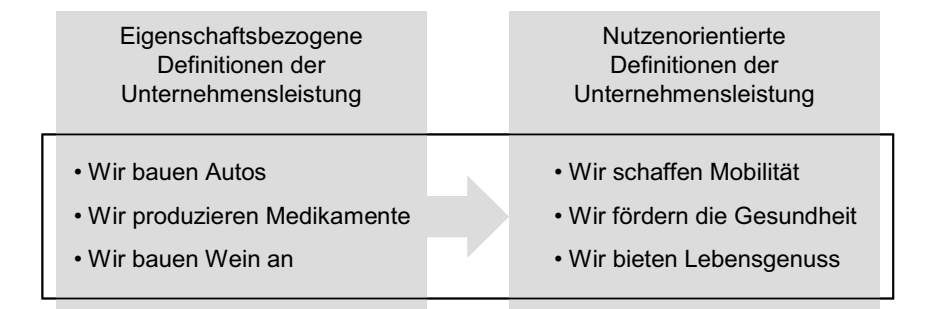 Eigenschaftsbezogene
Definitionen der
Unternehmensleistung
Nutzenorientierte
Definitionen der
Unternehmensleistung
• Wir bauen Autos
• Wir produzieren Medikamente
• Wir bauen Wein an
• Wir schaffen Mobilität
• Wir fördern die Gesundheit
• Wir bieten Lebensgenuss